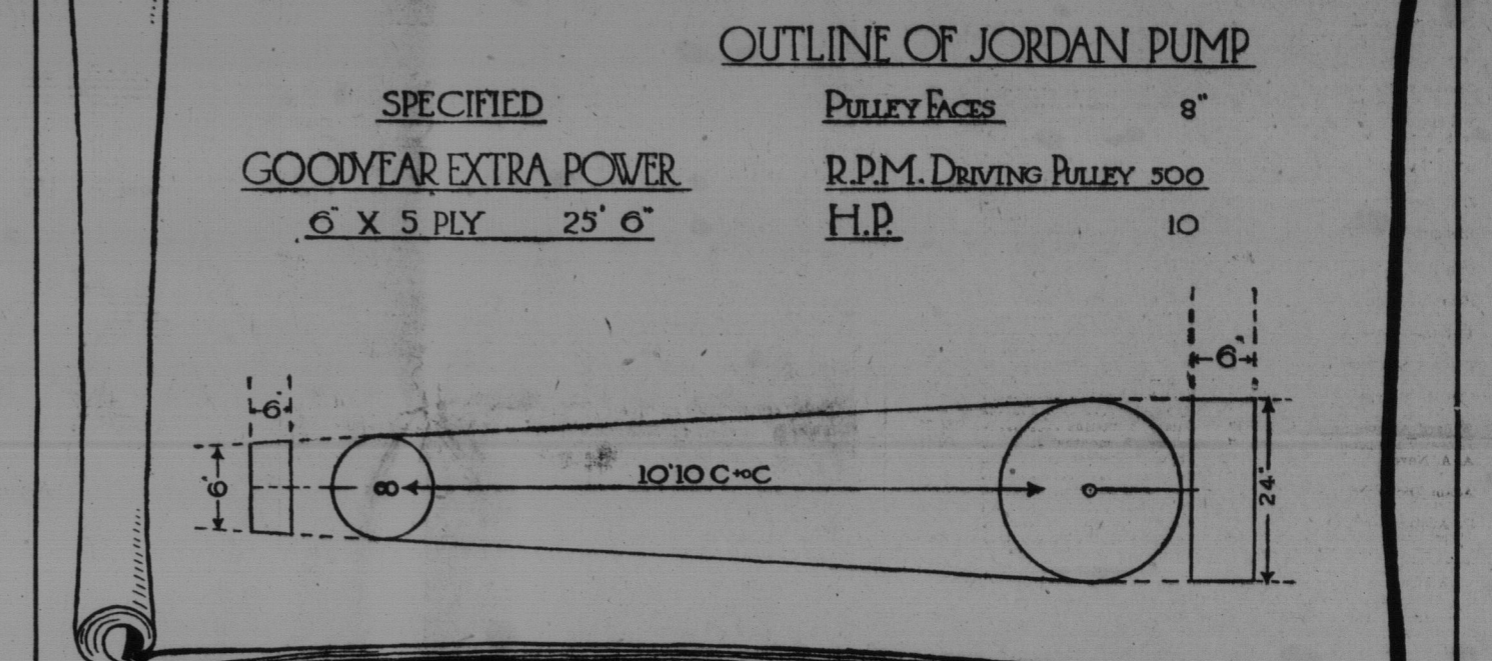 OUTLINE OF JORDAN PUMP
SPECIFIED
GOODYEAR EXTRA POWER
6" X 5 PLY 25' 6"
PULLEY FACES 8"
R.P.M. DRIVING PULLEY 500
H.P. 10
6"
6"
10'10 C to C
6"
24"